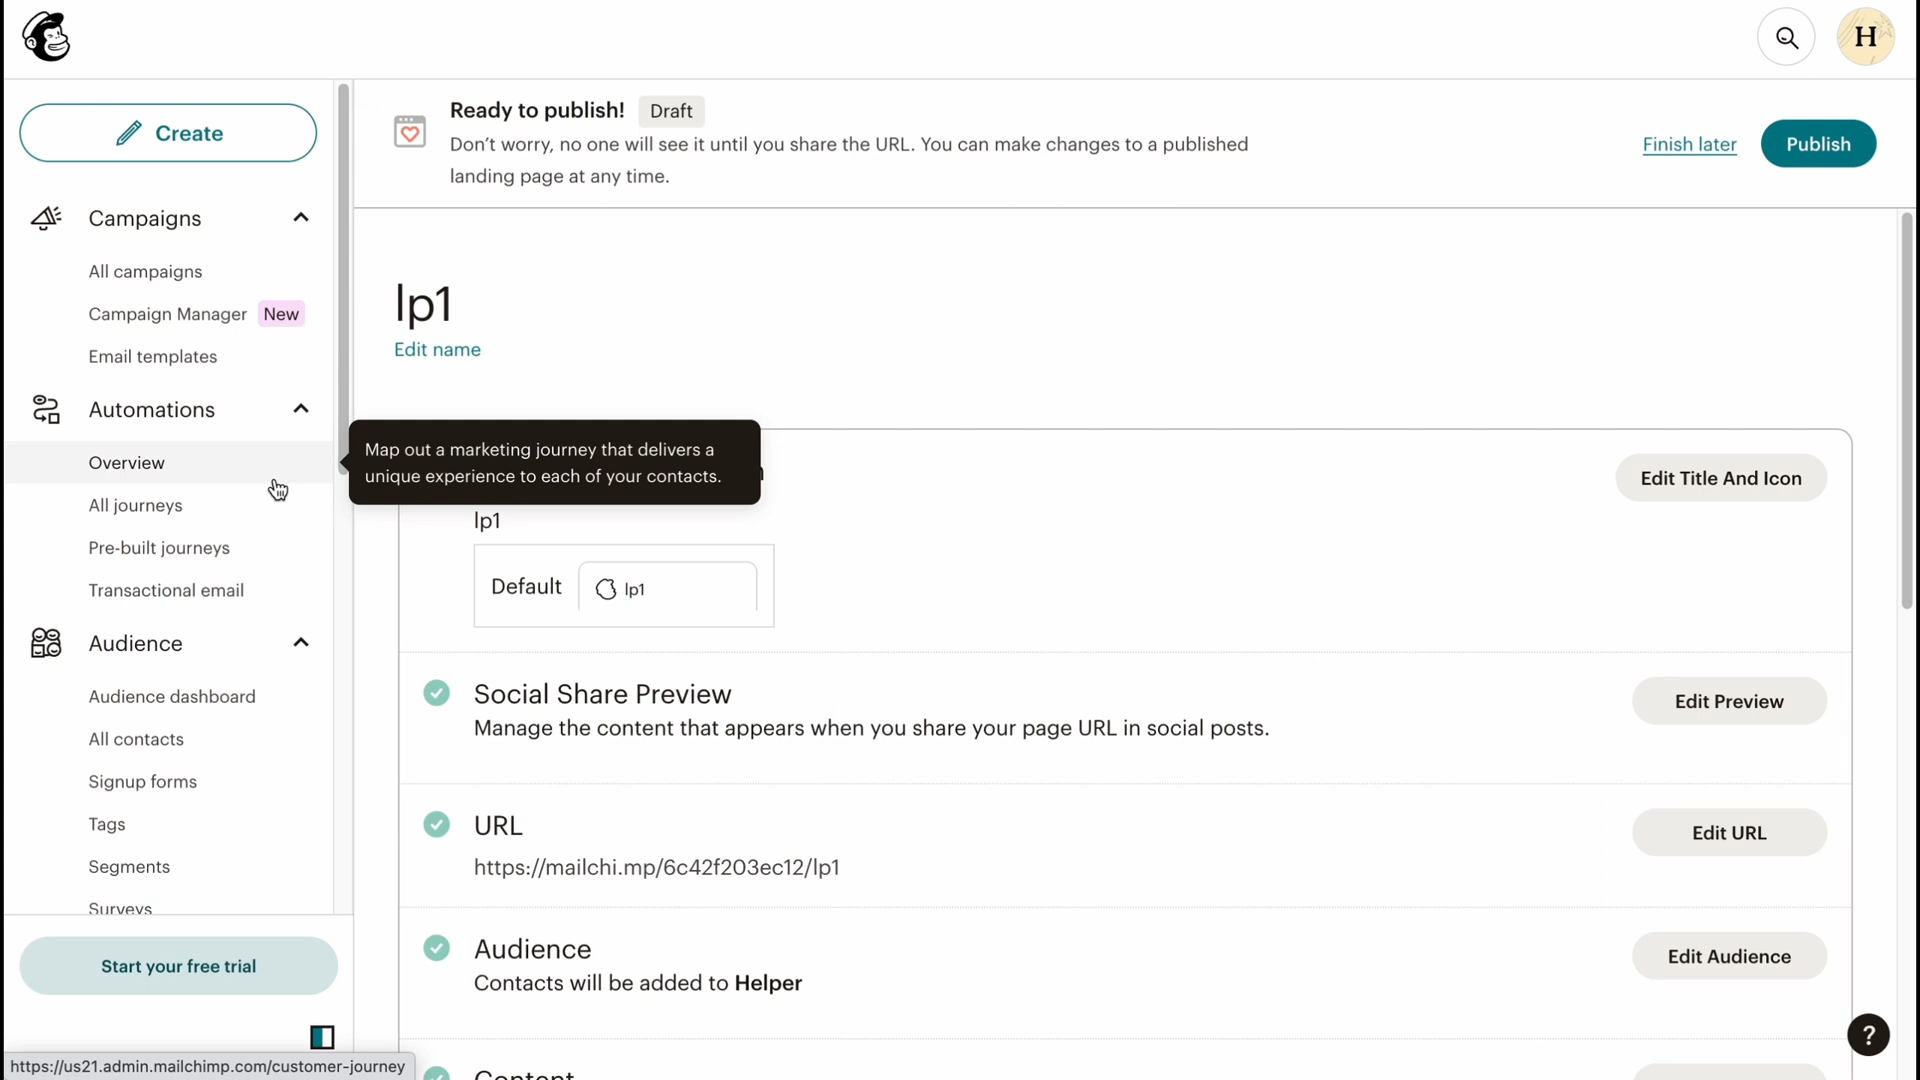 H
Create
Campaigns
All campaigns
Campaign Manager New
Email templates
Automations
Overview
All journeys
Pre-built journeys
Transactional email
Audience
Audience dashboard
All contacts
Signup forms
Tags
Segments
Surveys
Start your free trial
https://us21.admin.mailchimp.com/customer-journey
Ready to publish! Draft
Don’t worry, no one will see it until you share the URL. You can make changes to a published
landing page at any time.
Finish later
Publish
lp1
Edit name
Map out a marketing journey that delivers a
unique experience to each of your contacts.
Edit Title And Icon
lp1
Default lp1
Social Share Preview
Manage the content that appears when you share your page URL in social posts.
Edit Preview
URL
https://mailchi.mp/6c42f203ec12/lp1
Edit URL
Audience
Contacts will be added to Helper
Edit Audience
Content
?